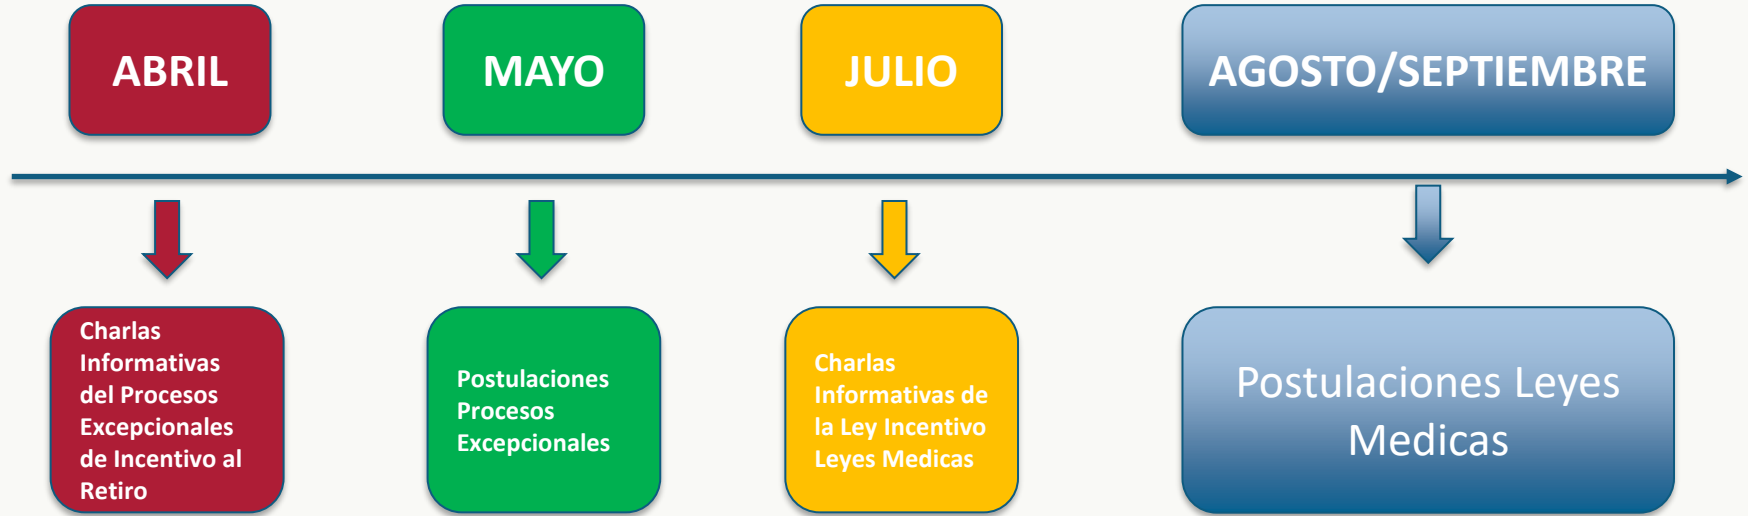 ABRIL
MAYO
JULIO
AGOSTO/SEPTIEMBRE
Charlas
Informativas
del Procesos
Excepcionales
de Incentivo al
Retiro
Postulaciones
Procesos
Excepcionales
Charlas
Informativas de
la Ley Incentivo
Leyes Medicas
Postulaciones Leyes
Medicas